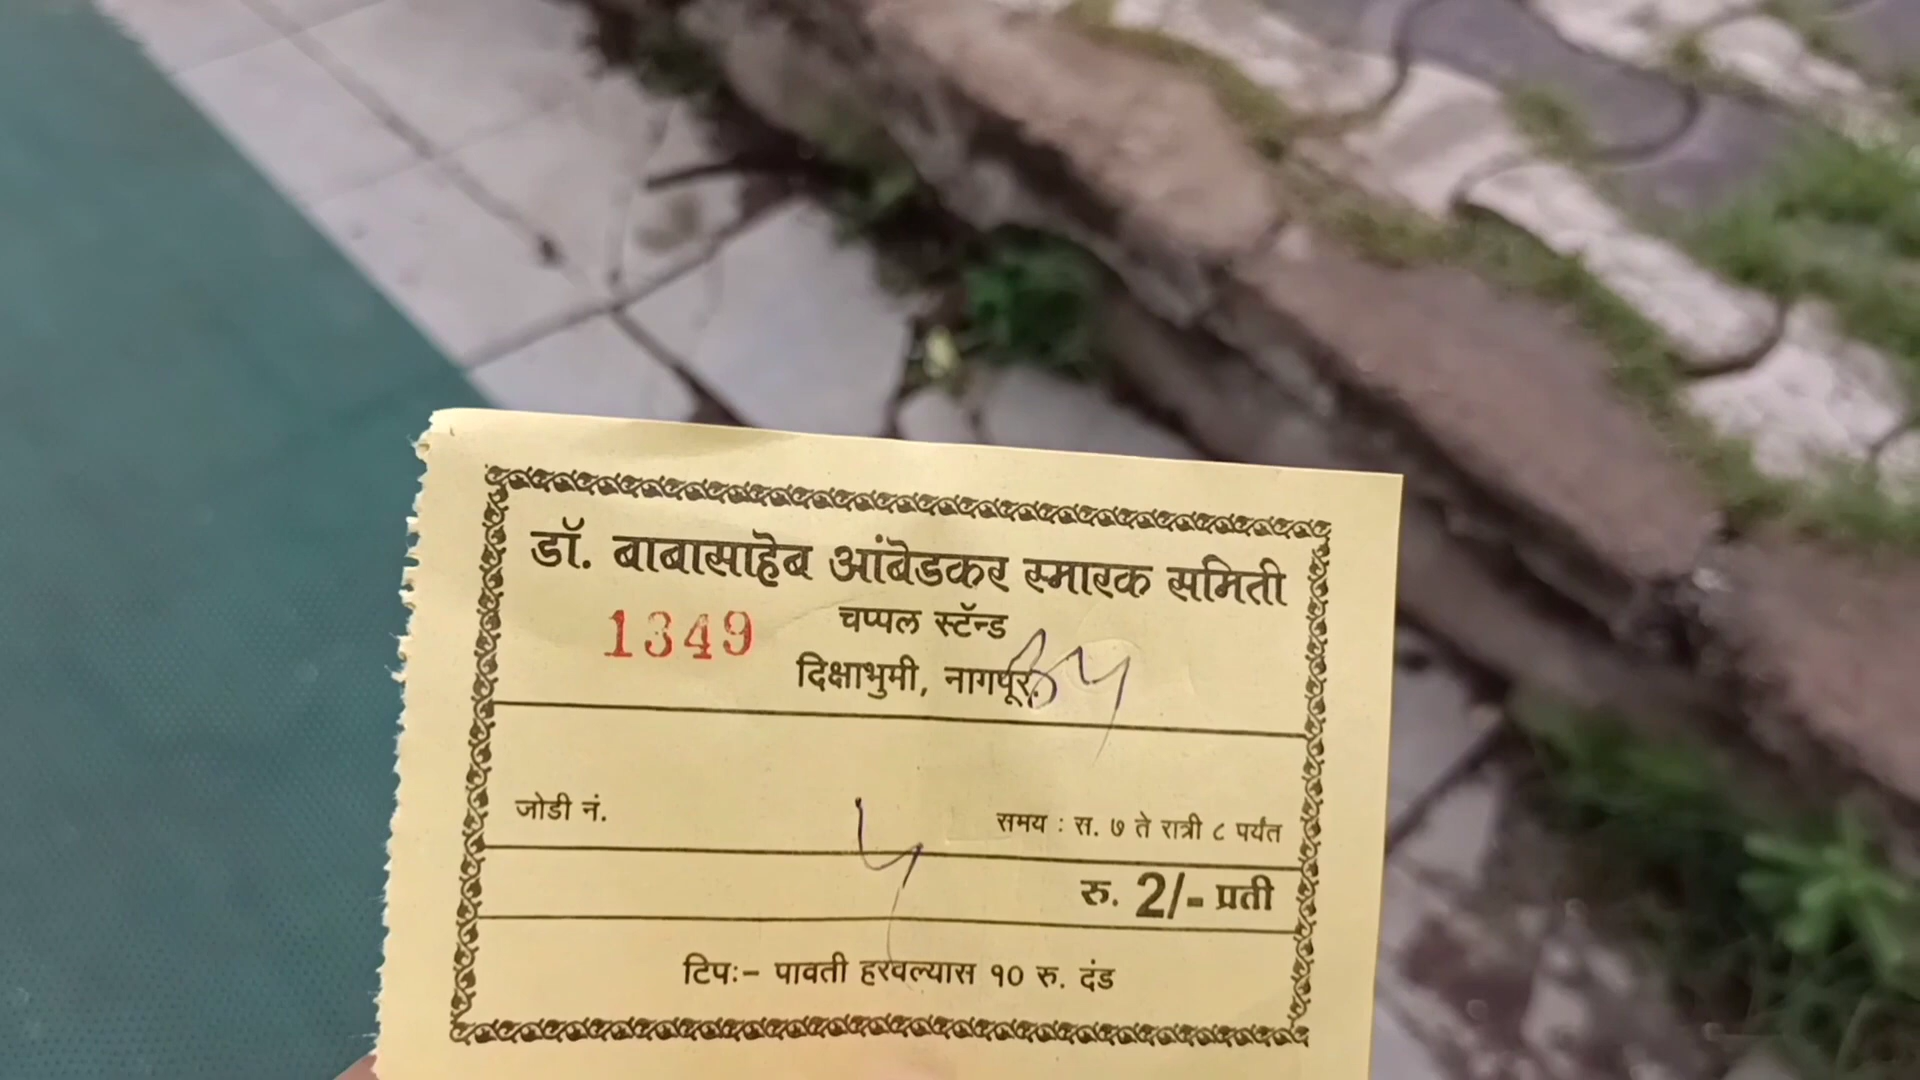 डॉ. बाबासाहेब आंबेडकर स्मारक समिती
1349
चप्पल स्टॅन्ड
दिक्षाभुमी, नागपूर.
जोडी नं.
समय : स. ७ ते रात्री ८ पर्यंत
रु. 2/- प्रती
टिपः- पावती हरवल्यास १० रु. दंड